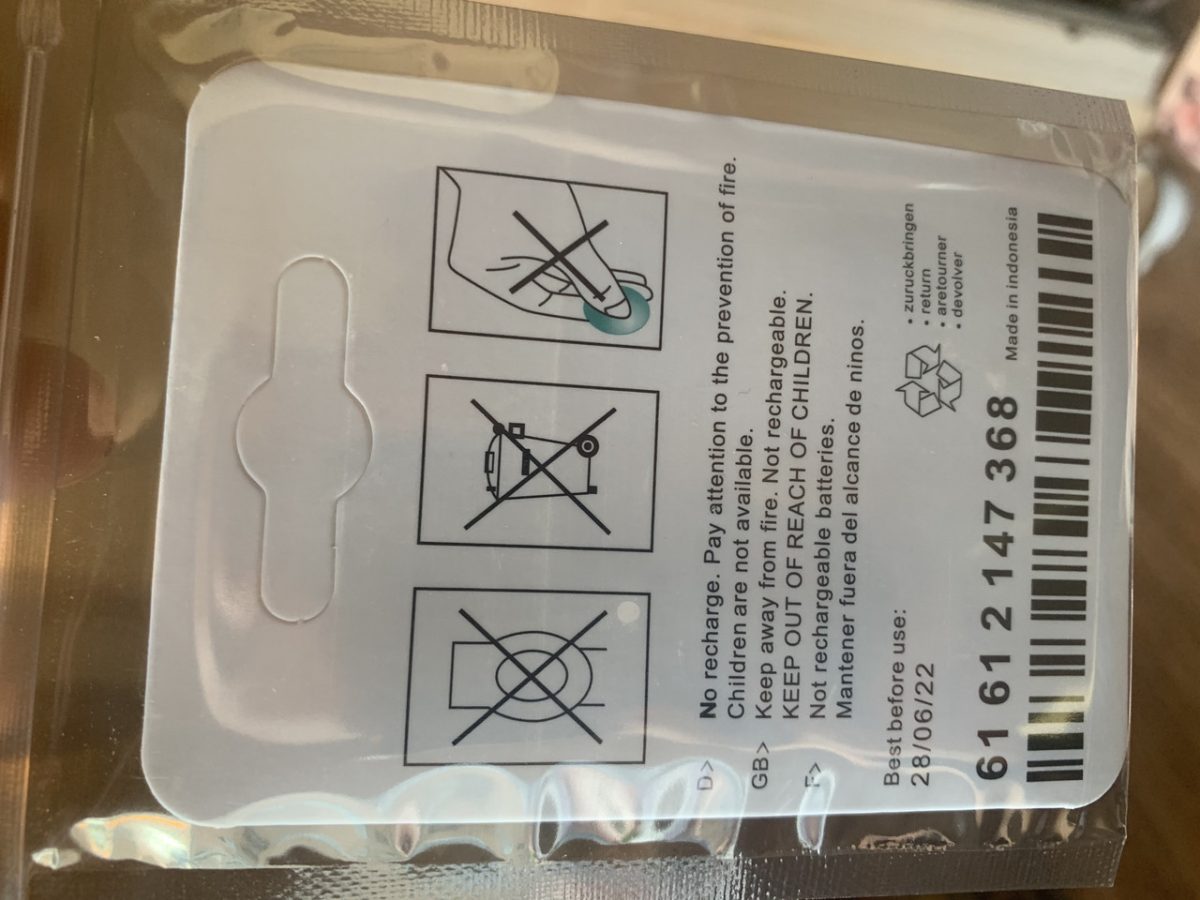 D> No recharge. Pay attention to the prevention of fire.
Children are not available.
GB> Keep away from fire. Not rechargeable.
KEEP OUT OF REACH OF CHILDREN.
F> Not rechargeable batteries.
Mantener fuera del alcance de ninos.
Best before use:
28/06/22
• zuruckbringen
• return
• aretourner
• devolver
61 61 2 147 368
Made in indonesia